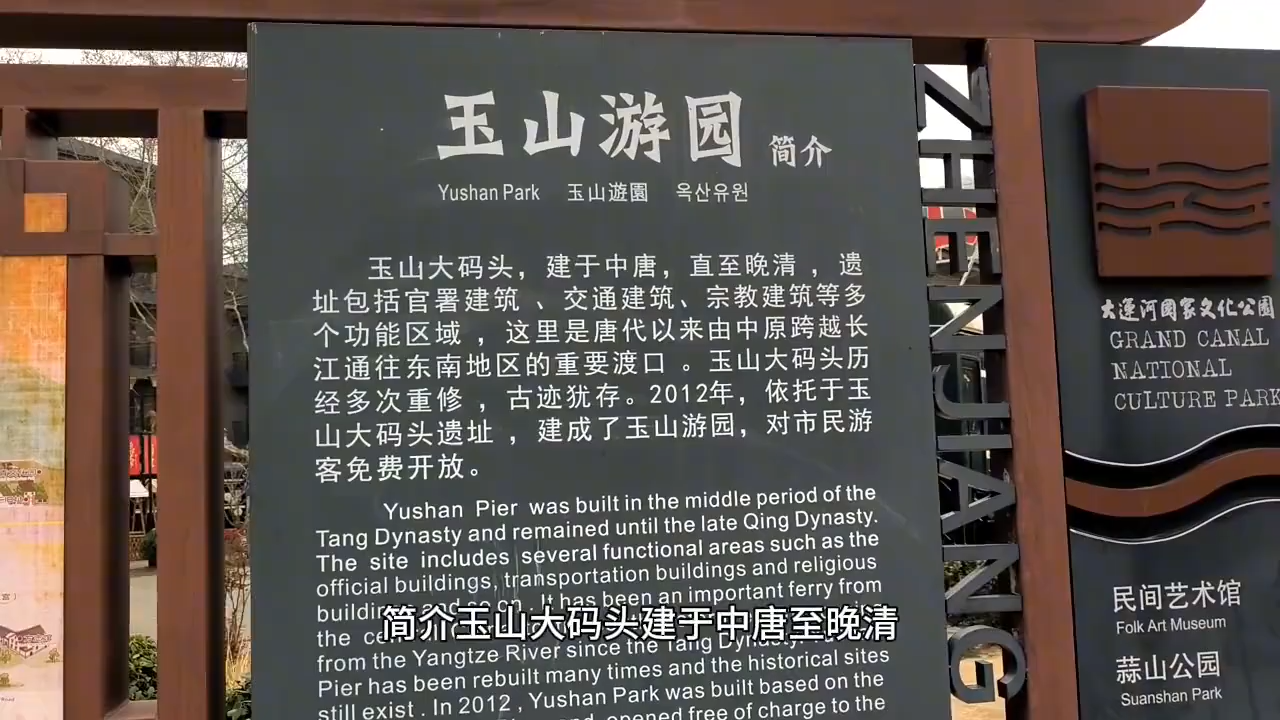 玉山游园 简介
Yushan Park 玉山遊園 옥산유원
玉山大码头，建于中唐，直至晚清，遗
址包括官署建筑、交通建筑、宗教建筑等多
个功能区域，这里是唐代以来由中原跨越长
江通往东南地区的重要渡口。玉山大码头历
经多次重修，古迹犹存。2012年，依托于玉
山大码头遗址，建成了玉山游园，对市民游
客免费开放。
Yushan Pier was built in the middle period of the
Tang Dynasty and remained until the late Qing Dynasty.
The site includes several functional areas such as the
official buildings, transportation buildings and religious
It has been an important ferry from
the
from the Yangtze River since the Tang Dynasty.
Pier has been rebuilt many times and the historical sites
still exist. In 2012, Yushan Park was built based on the
opened free of charge to the
简介玉山大码头建于中唐至晚清
ZHENJIANG
大运河国家文化公园
GRAND CANAL
NATIONAL
CULTURE PARK
民间艺术馆
Folk Art Museum
蒜山公园
Suanshan Park